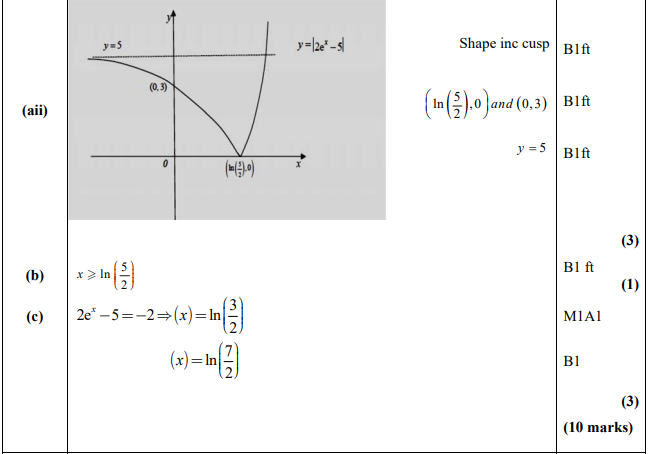 y
y=5
y=|2eˣ−5|
(0,3)
0
(ln(5/2),0)
x
(aii)
Shape inc cusp B1ft
(ln(5/2),0) and (0,3) B1ft
y = 5 B1ft
(3)
(b) x ⩾ ln(5/2) B1 ft
(1)
(c) 2eˣ −5=−2⇒(x)=ln(3/2) M1A1
(x)=ln(7/2) B1
(3)
(10 marks)